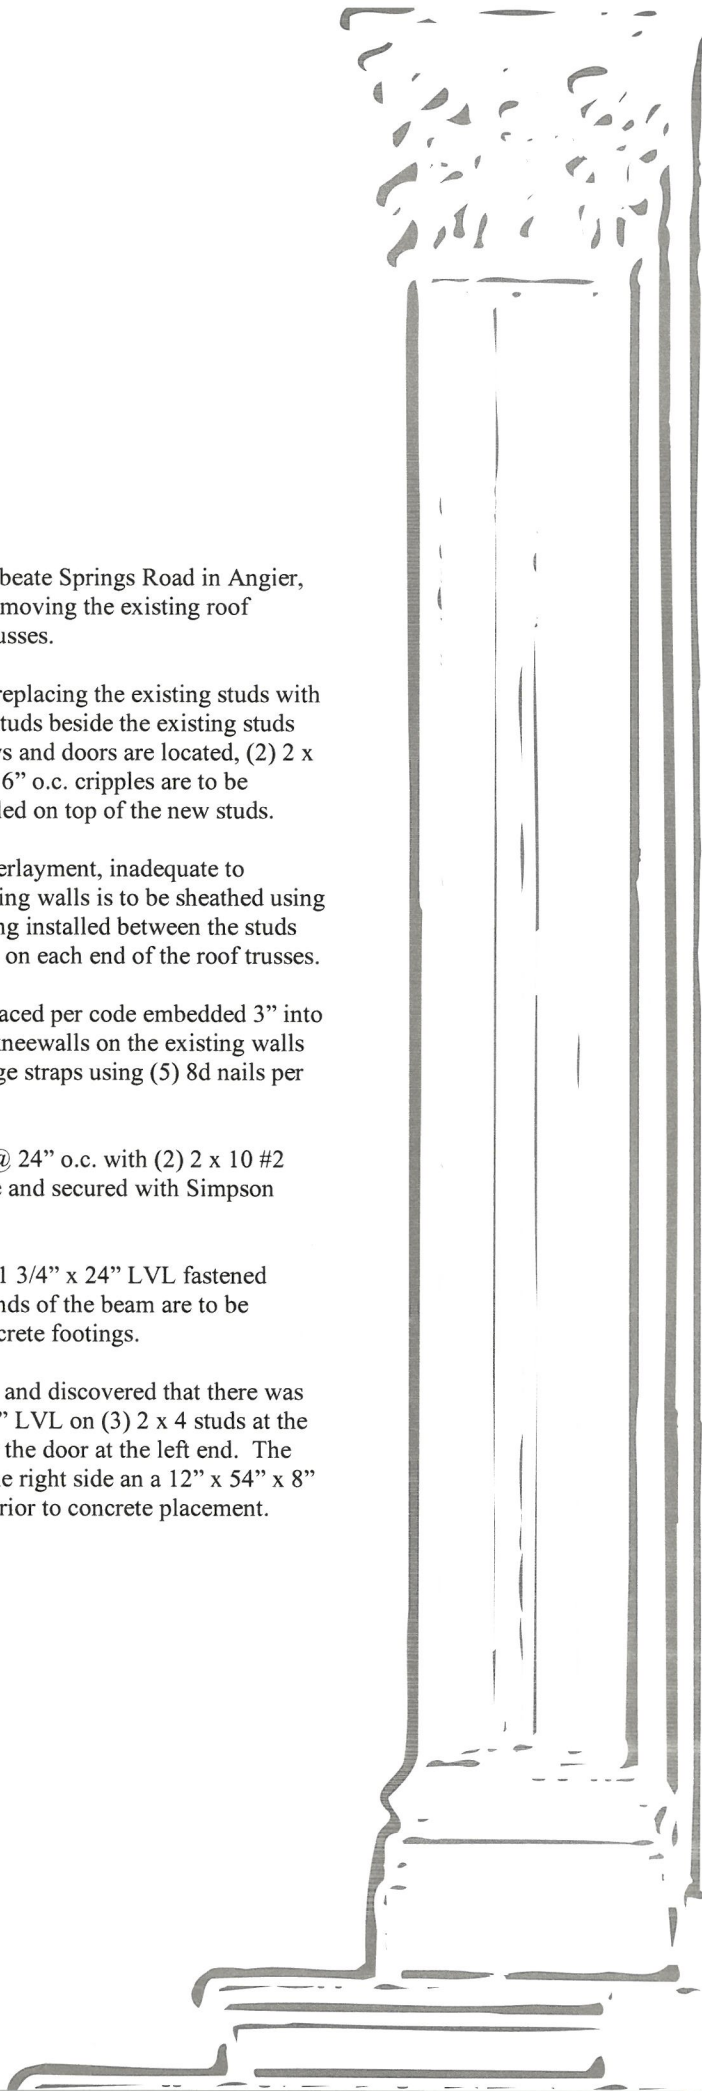 beate Springs Road in Angier,
moving the existing roof
usses.
replacing the existing studs with
tuds beside the existing studs
s and doors are located, (2) 2 x
6” o.c. cripples are to be
led on top of the new studs.
erlayment, inadequate to
ing walls is to be sheathed using
ng installed between the studs
on each end of the roof trusses.
aced per code embedded 3” into
neewalls on the existing walls
ge straps using (5) 8d nails per
@ 24” o.c. with (2) 2 x 10 #2
e and secured with Simpson
1 3/4” x 24” LVL fastened
nds of the beam are to be
crete footings.
and discovered that there was
” LVL on (3) 2 x 4 studs at the
the door at the left end.  The
e right side an a 12” x 54” x 8”
rior to concrete placement.